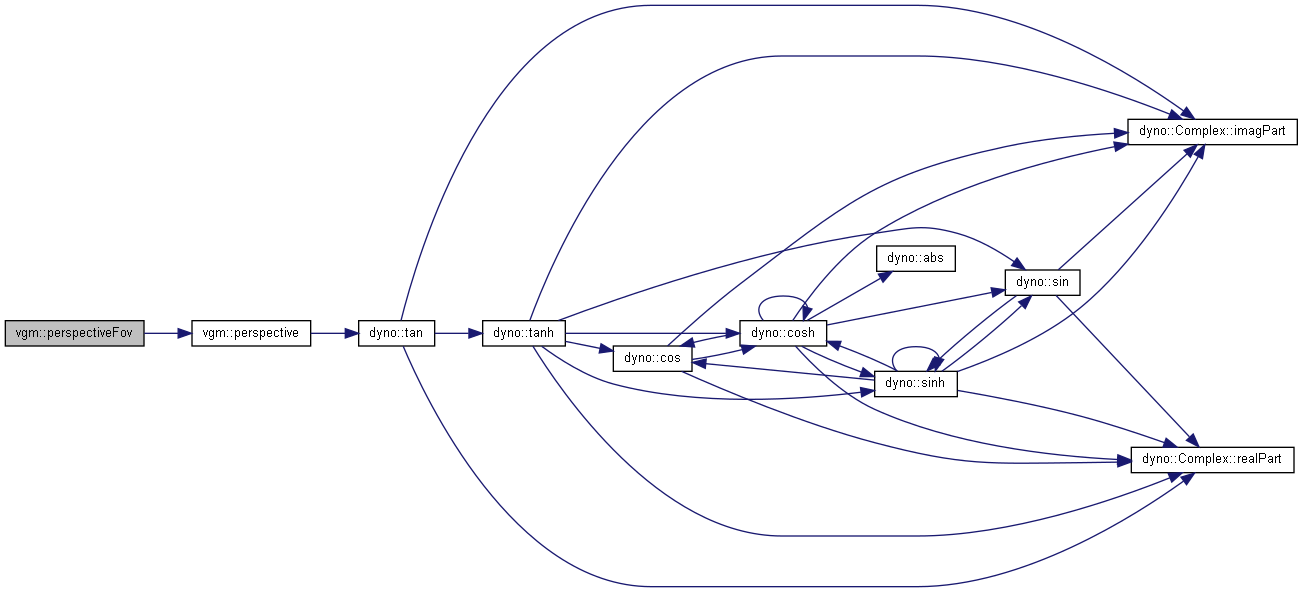 vgm::perspectiveFov
vgm::perspective
dyno::tan
dyno::tanh
dyno::cos
dyno::cosh
dyno::abs
dyno::sinh
dyno::sin
dyno::Complex::imagPart
dyno::Complex::realPart